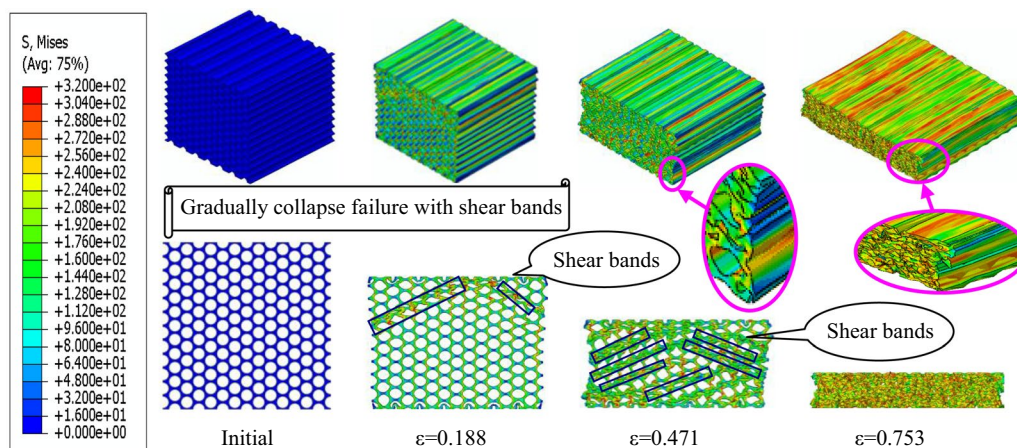 S, Mises
(Avg: 75%)
+3.200e+02
+3.040e+02
+2.880e+02
+2.720e+02
+2.560e+02
+2.400e+02
+2.240e+02
+2.080e+02
+1.920e+02
+1.760e+02
+1.600e+02
+1.440e+02
+1.280e+02
+1.120e+02
+9.600e+01
+8.000e+01
+6.400e+01
+4.800e+01
+3.200e+01
+1.600e+01
+0.000e+00
Gradually collapse failure with shear bands
Shear bands
Shear bands
Initial
ε=0.188
ε=0.471
ε=0.753